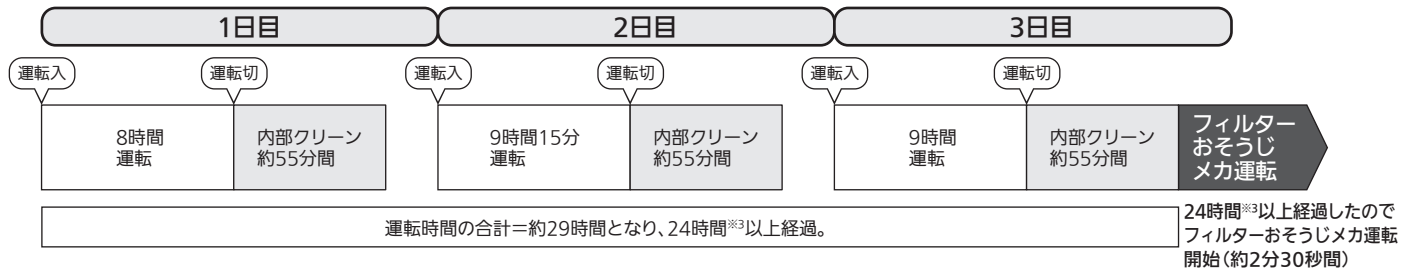 1日目
2日目
3日目
運転入
運転切
運転入
運転切
運転入
運転切
8時間
運転
内部クリーン
約55分間
9時間15分
運転
内部クリーン
約55分間
9時間
運転
内部クリーン
約55分間
フィルター
おそうじ
メカ運転
運転時間の合計＝約29時間となり、24時間※3以上経過。
24時間※3以上経過したので
フィルターおそうじメカ運転
開始（約2分30秒間）